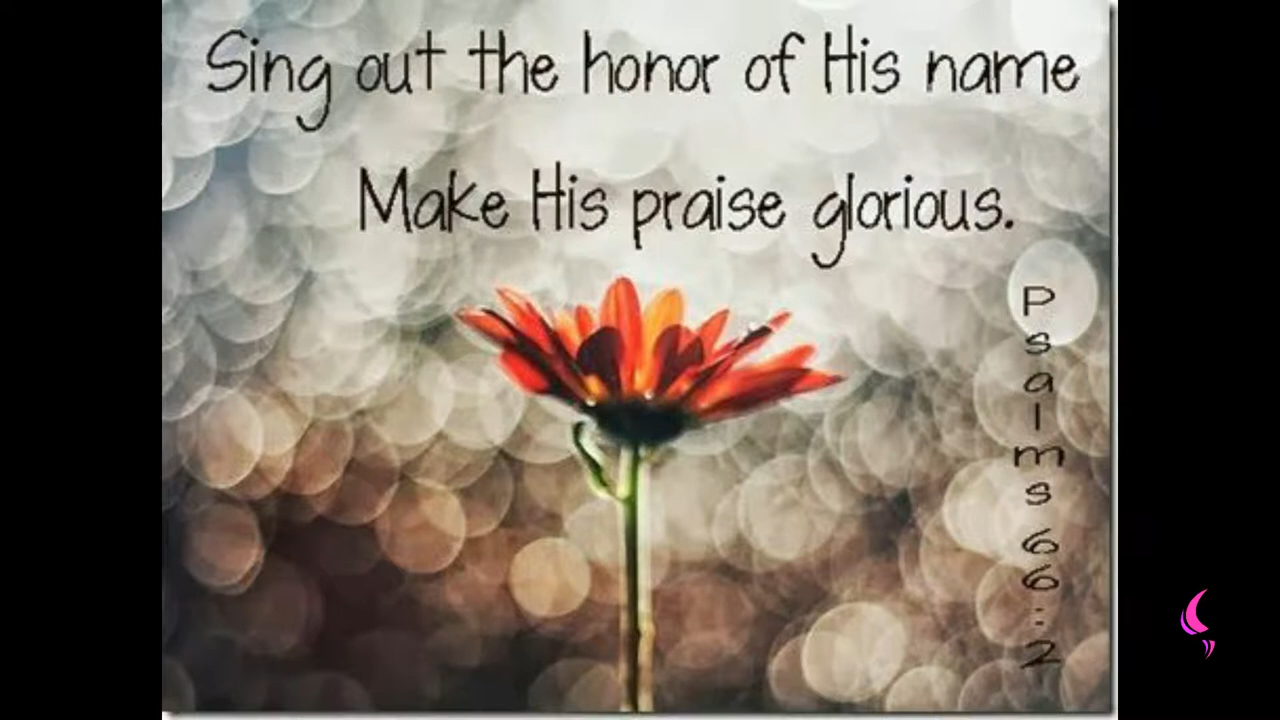 Sing out the honor of His name
Make His praise glorious.
Psalms 66:2